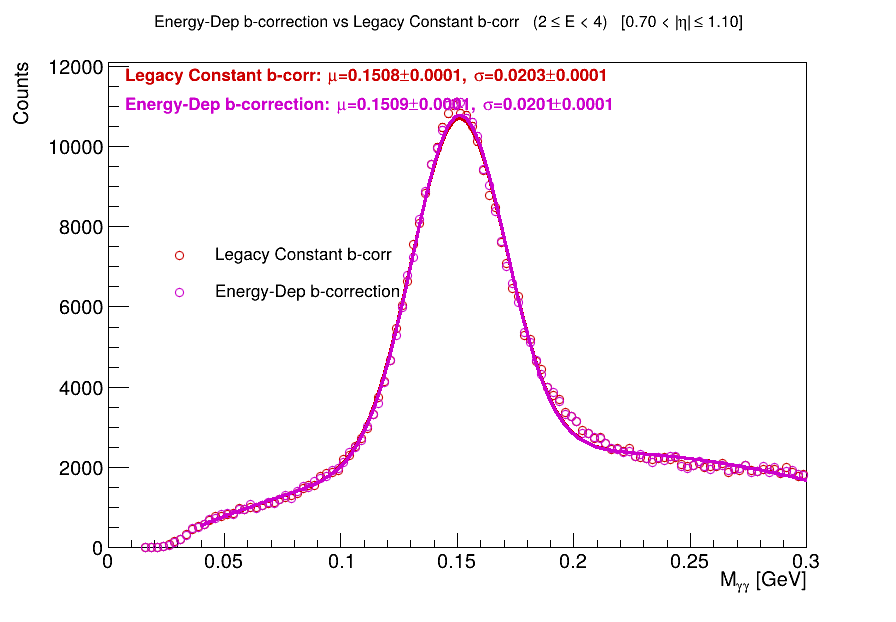 Energy-Dep b-correction vs Legacy Constant b-corr (2 ≤ E < 4) [0.70 < |η| ≤ 1.10]
Counts
12000
10000
8000
6000
4000
2000
0
Legacy Constant b-corr: μ=0.1508±0.0001, σ=0.0203±0.0001
Energy-Dep b-correction: μ=0.1509±0.0001, σ=0.0201±0.0001
Legacy Constant b-corr
Energy-Dep b-correction
0 0.05 0.1 0.15 0.2 0.25 0.3
Mγγ [GeV]